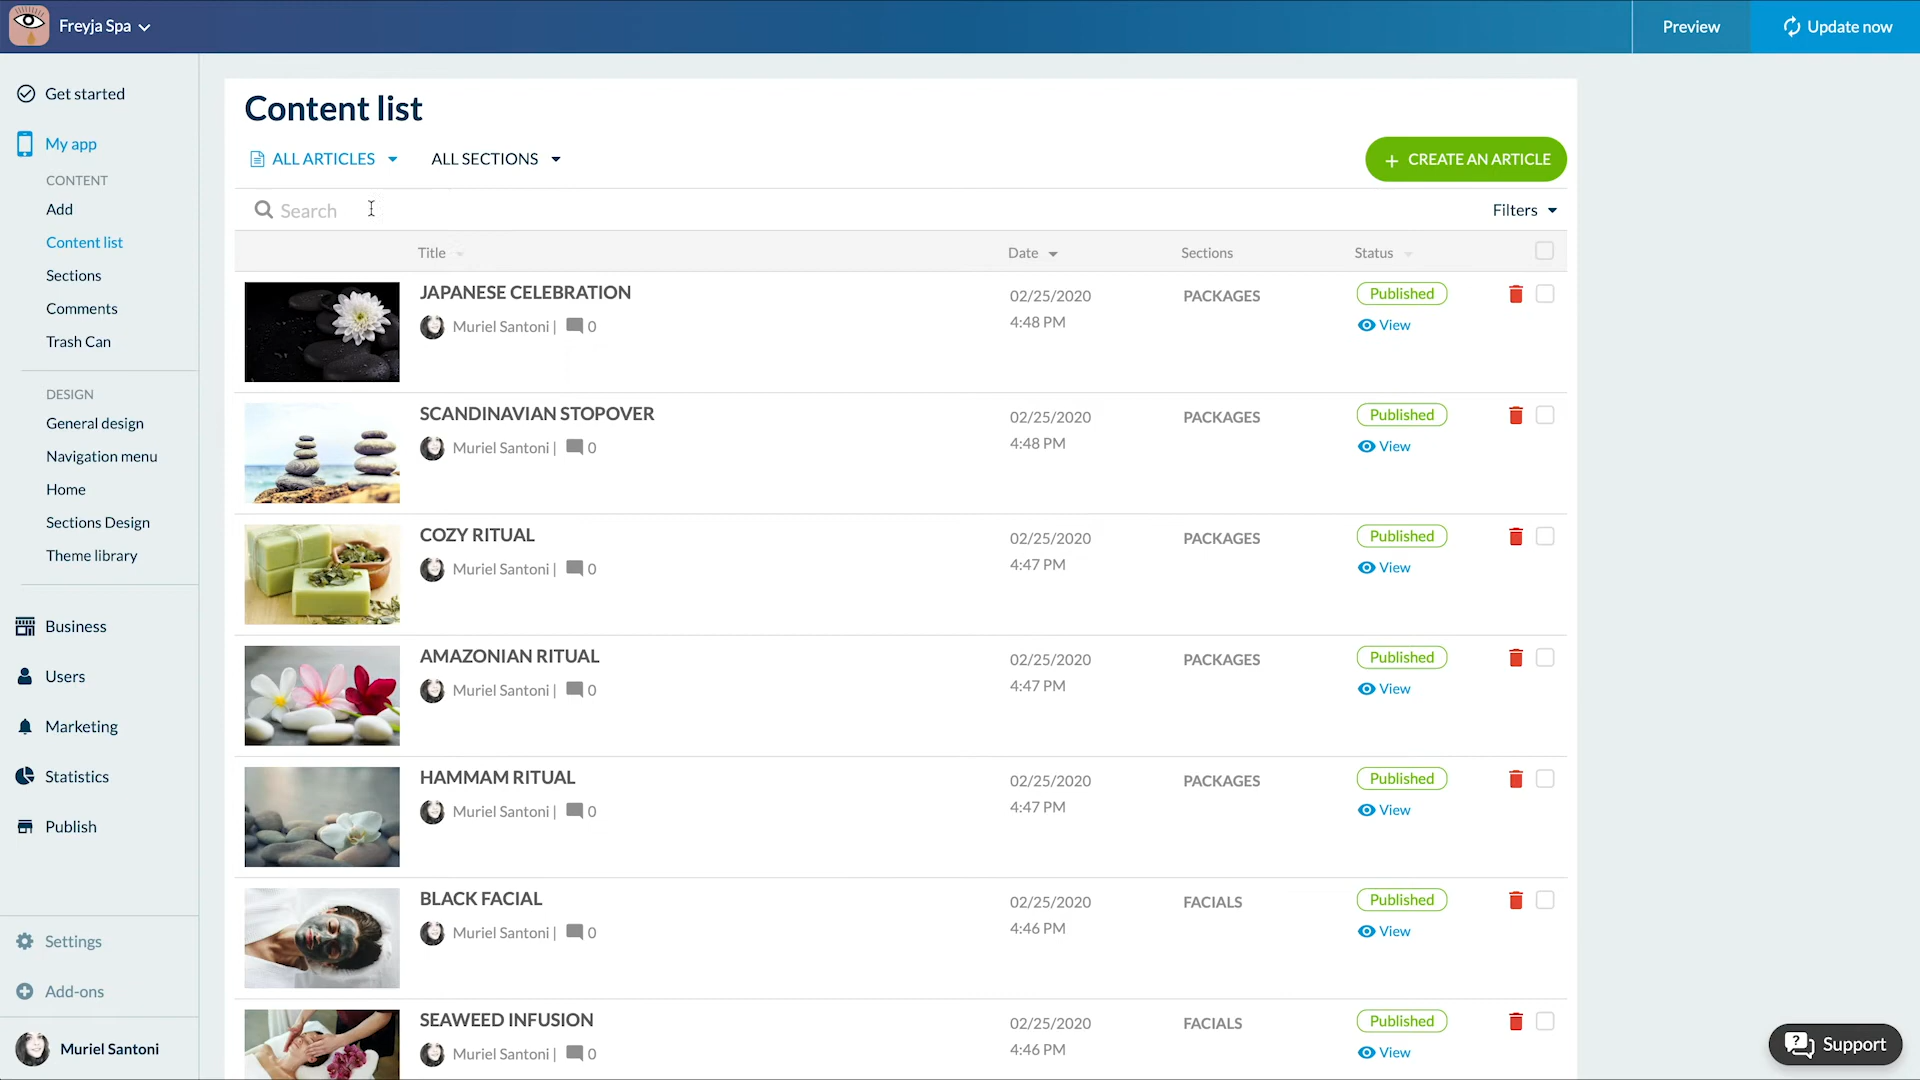 Freyja Spa
Preview
Update now
Get started
My app
CONTENT
Add
Content list
Sections
Comments
Trash Can
DESIGN
General design
Navigation menu
Home
Sections Design
Theme library
Business
Users
Marketing
Statistics
Publish
Settings
Add-ons
Muriel Santoni
Content list
ALL ARTICLES
ALL SECTIONS
+ CREATE AN ARTICLE
Search
Filters
Title Date Sections Status
JAPANESE CELEBRATION
Muriel Santoni | 0
02/25/2020
4:48 PM
PACKAGES
Published
View
SCANDINAVIAN STOPOVER
Muriel Santoni | 0
02/25/2020
4:48 PM
PACKAGES
Published
View
COZY RITUAL
Muriel Santoni | 0
02/25/2020
4:47 PM
PACKAGES
Published
View
AMAZONIAN RITUAL
Muriel Santoni | 0
02/25/2020
4:47 PM
PACKAGES
Published
View
HAMMAM RITUAL
Muriel Santoni | 0
02/25/2020
4:47 PM
PACKAGES
Published
View
BLACK FACIAL
Muriel Santoni | 0
02/25/2020
4:46 PM
FACIALS
Published
View
SEAWEED INFUSION
Muriel Santoni | 0
02/25/2020
4:46 PM
FACIALS
Published
View
Support